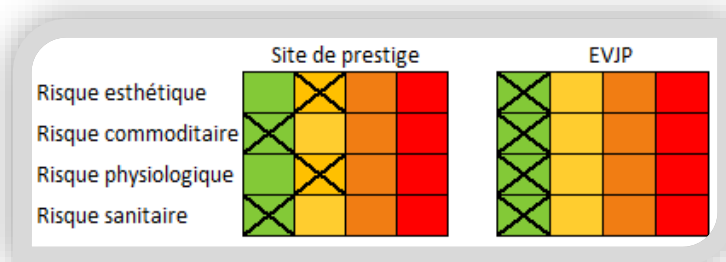 Site de prestige EVJP
Risque esthétique
Risque commoditaire
Risque physiologique
Risque sanitaire